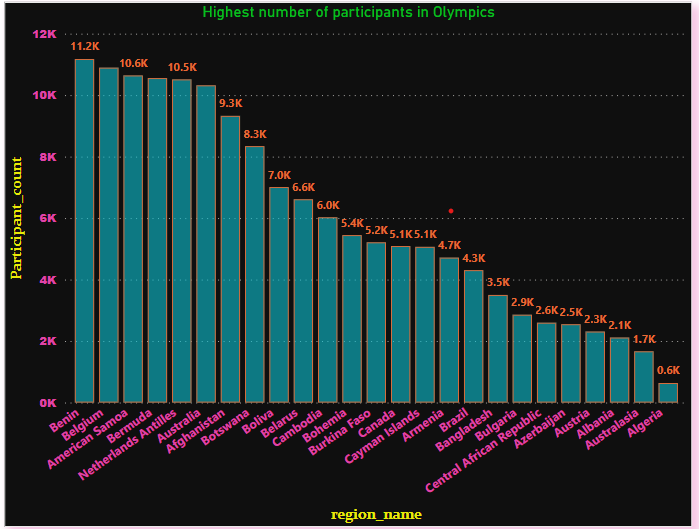 Highest number of participants in Olympics
12K
10K
8K
6K
4K
2K
0K
Participant_count
11.2K
10.6K
10.5K
9.3K
8.3K
7.0K
6.6K
6.0K
5.4K
5.2K
5.1K
5.1K
4.7K
4.3K
3.5K
2.9K
2.6K
2.5K
2.3K
2.1K
1.7K
0.6K
Benin
Belgium
American Samoa
Bermuda
Netherlands Antilles
Australia
Afghanistan
Botswana
Boliva
Belarus
Cambodia
Bohemia
Burkina Faso
Canada
Cayman Islands
Armenia
Brazil
Bangladesh
Bulgaria
Central African Republic
Azerbaijan
Austria
Albania
Australasia
Algeria
region_name